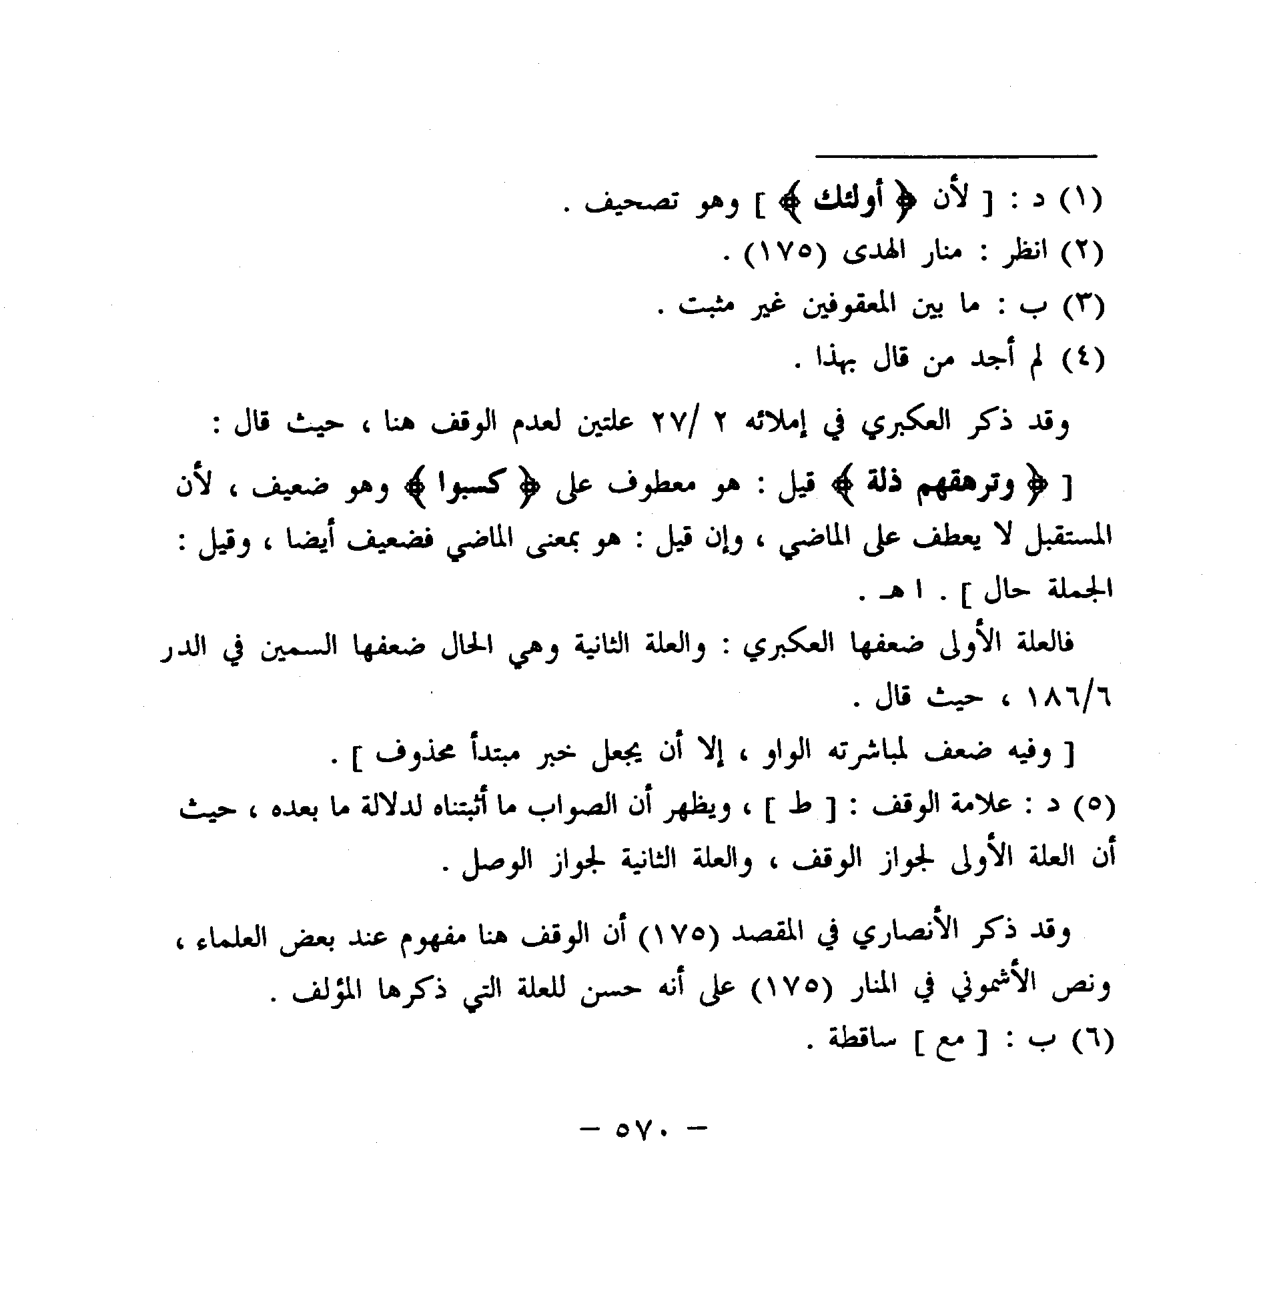 (١) د : [ لأن ﴿ أولئك ﴾ ] وهو تصحيف .
(٢) انظر : منار الهدى (١٧٥) .
(٣) ب : ما بين المعقوفين غير مثبت .
(٤) لم أجد من قال بهذا .
وقد ذكر العكبري في إملائه ٢ /٢٧ علتين لعدم الوقف هنا ، حيث قال :
[ ﴿ وترهقهم ذلة ﴾ قيل : هو معطوف على ﴿ كسبوا ﴾ وهو ضعيف ، لأن
المستقبل لا يعطف على الماضي ، وإن قيل : هو بمعنى الماضي فضعيف أيضا ، وقيل :
الجملة حال ] . ا هـ .
فالعلة الأولى ضعفها العكبري : والعلة الثانية وهي الحال ضعفها السمين في الدر
١٨٦/٦ ، حيث قال .
[ وفيه ضعف لمباشرته الواو ، إلا أن يجعل خبر مبتدأ محذوف ] .
(٥) د : علامة الوقف : [ ط ] ، ويظهر أن الصواب ما أثبتناه لدلالة ما بعده ، حيث
أن العلة الأولى لجواز الوقف ، والعلة الثانية لجواز الوصل .
وقد ذكر الأنصاري في المقصد (١٧٥) أن الوقف هنا مفهوم عند بعض العلماء ،
ونص الأشموني في المنار (١٧٥) على أنه حسن للعلة التي ذكرها المؤلف .
(٦) ب : [ مع ] ساقطة .
– ٥٧٠ –